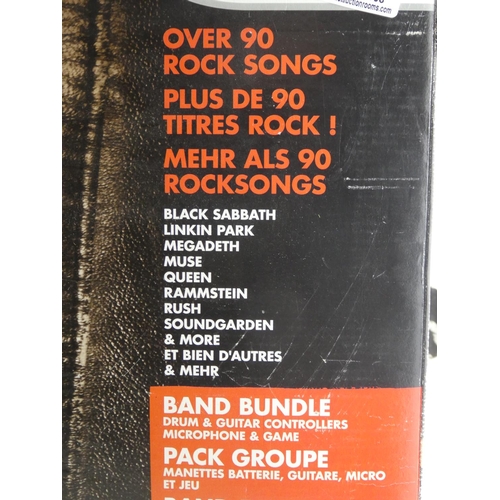 OVER 90
ROCK SONGS
PLUS DE 90
TITRES ROCK !
MEHR ALS 90
ROCKSONGS
BLACK SABBATH
LINKIN PARK
MEGADETH
MUSE
QUEEN
RAMMSTEIN
RUSH
SOUNDGARDEN
& MORE
ET BIEN D'AUTRES
& MEHR
BAND BUNDLE
DRUM & GUITAR CONTROLLERS
MICROPHONE & GAME
PACK GROUPE
MANETTES BATTERIE, GUITARE, MICRO
ET JEU